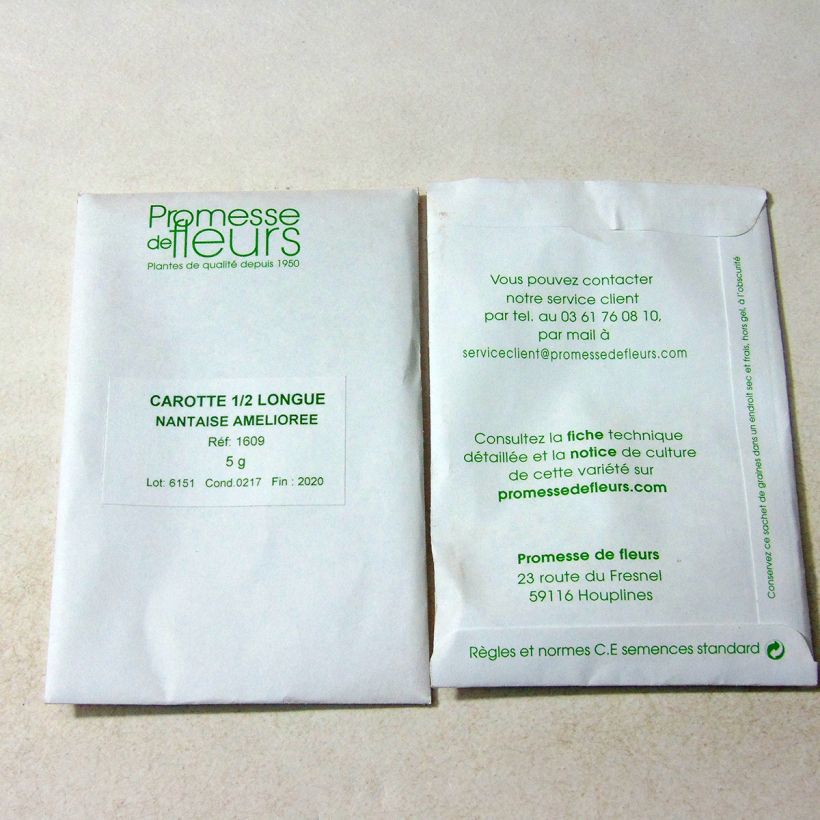 Promesse
de fleurs
Plantes de qualité depuis 1950
CAROTTE 1/2 LONGUE
NANTAISE AMELIOREE
Réf: 1609
5 g
Lot: 6151 Cond.0217 Fin : 2020
Vous pouvez contacter
notre service client
par tel. au 03 61 76 08 10,
par mail à
serviceclient@promessedefleurs.com
Consultez la fiche technique
détaillée et la notice de culture
de cette variété sur
promessedefleurs.com
Promesse de fleurs
23 route du Fresnel
59116 Houplines
Règles et normes C.E semences standard
Conservez ce sachet de graines dans un endroit sec et frais, hors gel, à l'obscurité